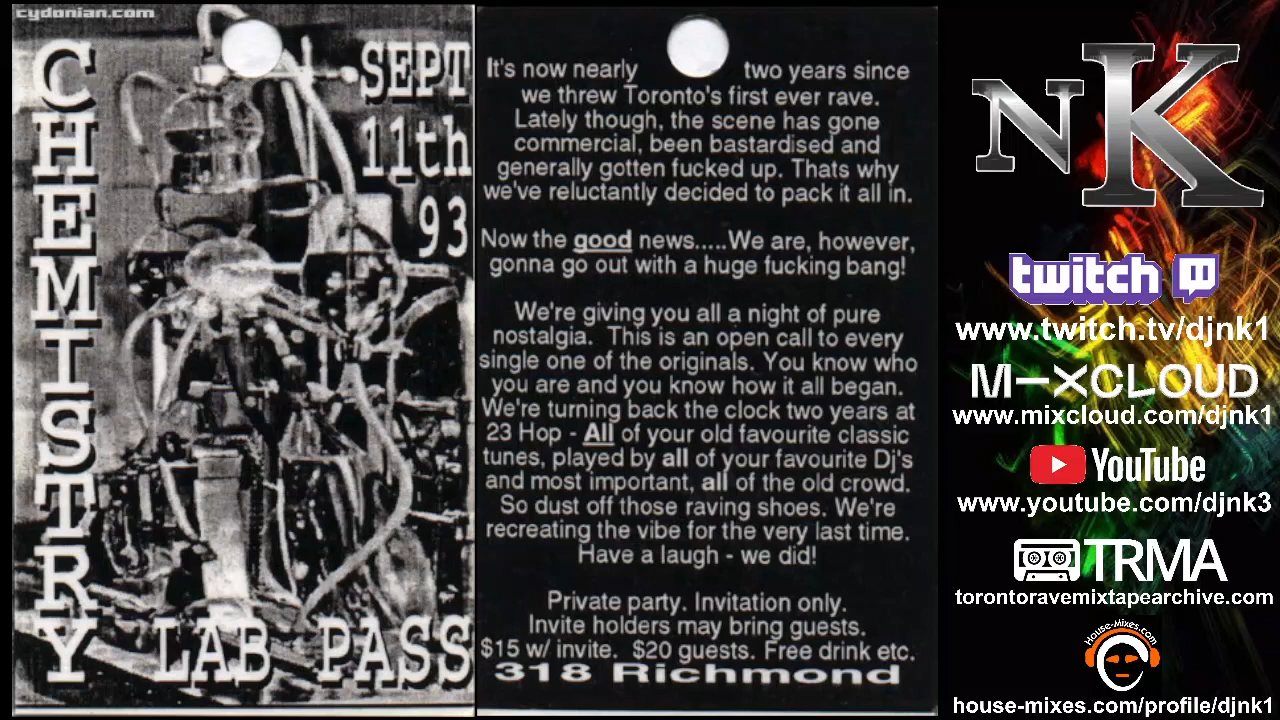 cydonian.com
CHEMISTRY
SEPT
11th
93
LAB PASS
It's now nearly two years since
we threw Toronto's first ever rave.
Lately though, the scene has gone
commercial, been bastardised and
generally gotten fucked up. Thats why
we've reluctantly decided to pack it all in.
Now the good news.....We are, however,
gonna go out with a huge fucking bang!
We're giving you all a night of pure
nostalgia. This is an open call to every
single one of the originals. You know who
you are and you know how it all began.
We're turning back the clock two years at
23 Hop - All of your old favourite classic
tunes, played by all of your favourite Dj's
and most important, all of the old crowd.
So dust off those raving shoes. We're
recreating the vibe for the very last time.
Have a laugh - we did!
Private party. Invitation only.
Invite holders may bring guests.
$15 w/ invite. $20 guests. Free drink etc.
318 Richmond
NK
twitch
www.twitch.tv/djnk1
MIXCLOUD
www.mixcloud.com/djnk1
YouTube
www.youtube.com/djnk3
TRMA
torontoravemixtapearchive.com
House-Mixes.com
house-mixes.com/profile/djnk1